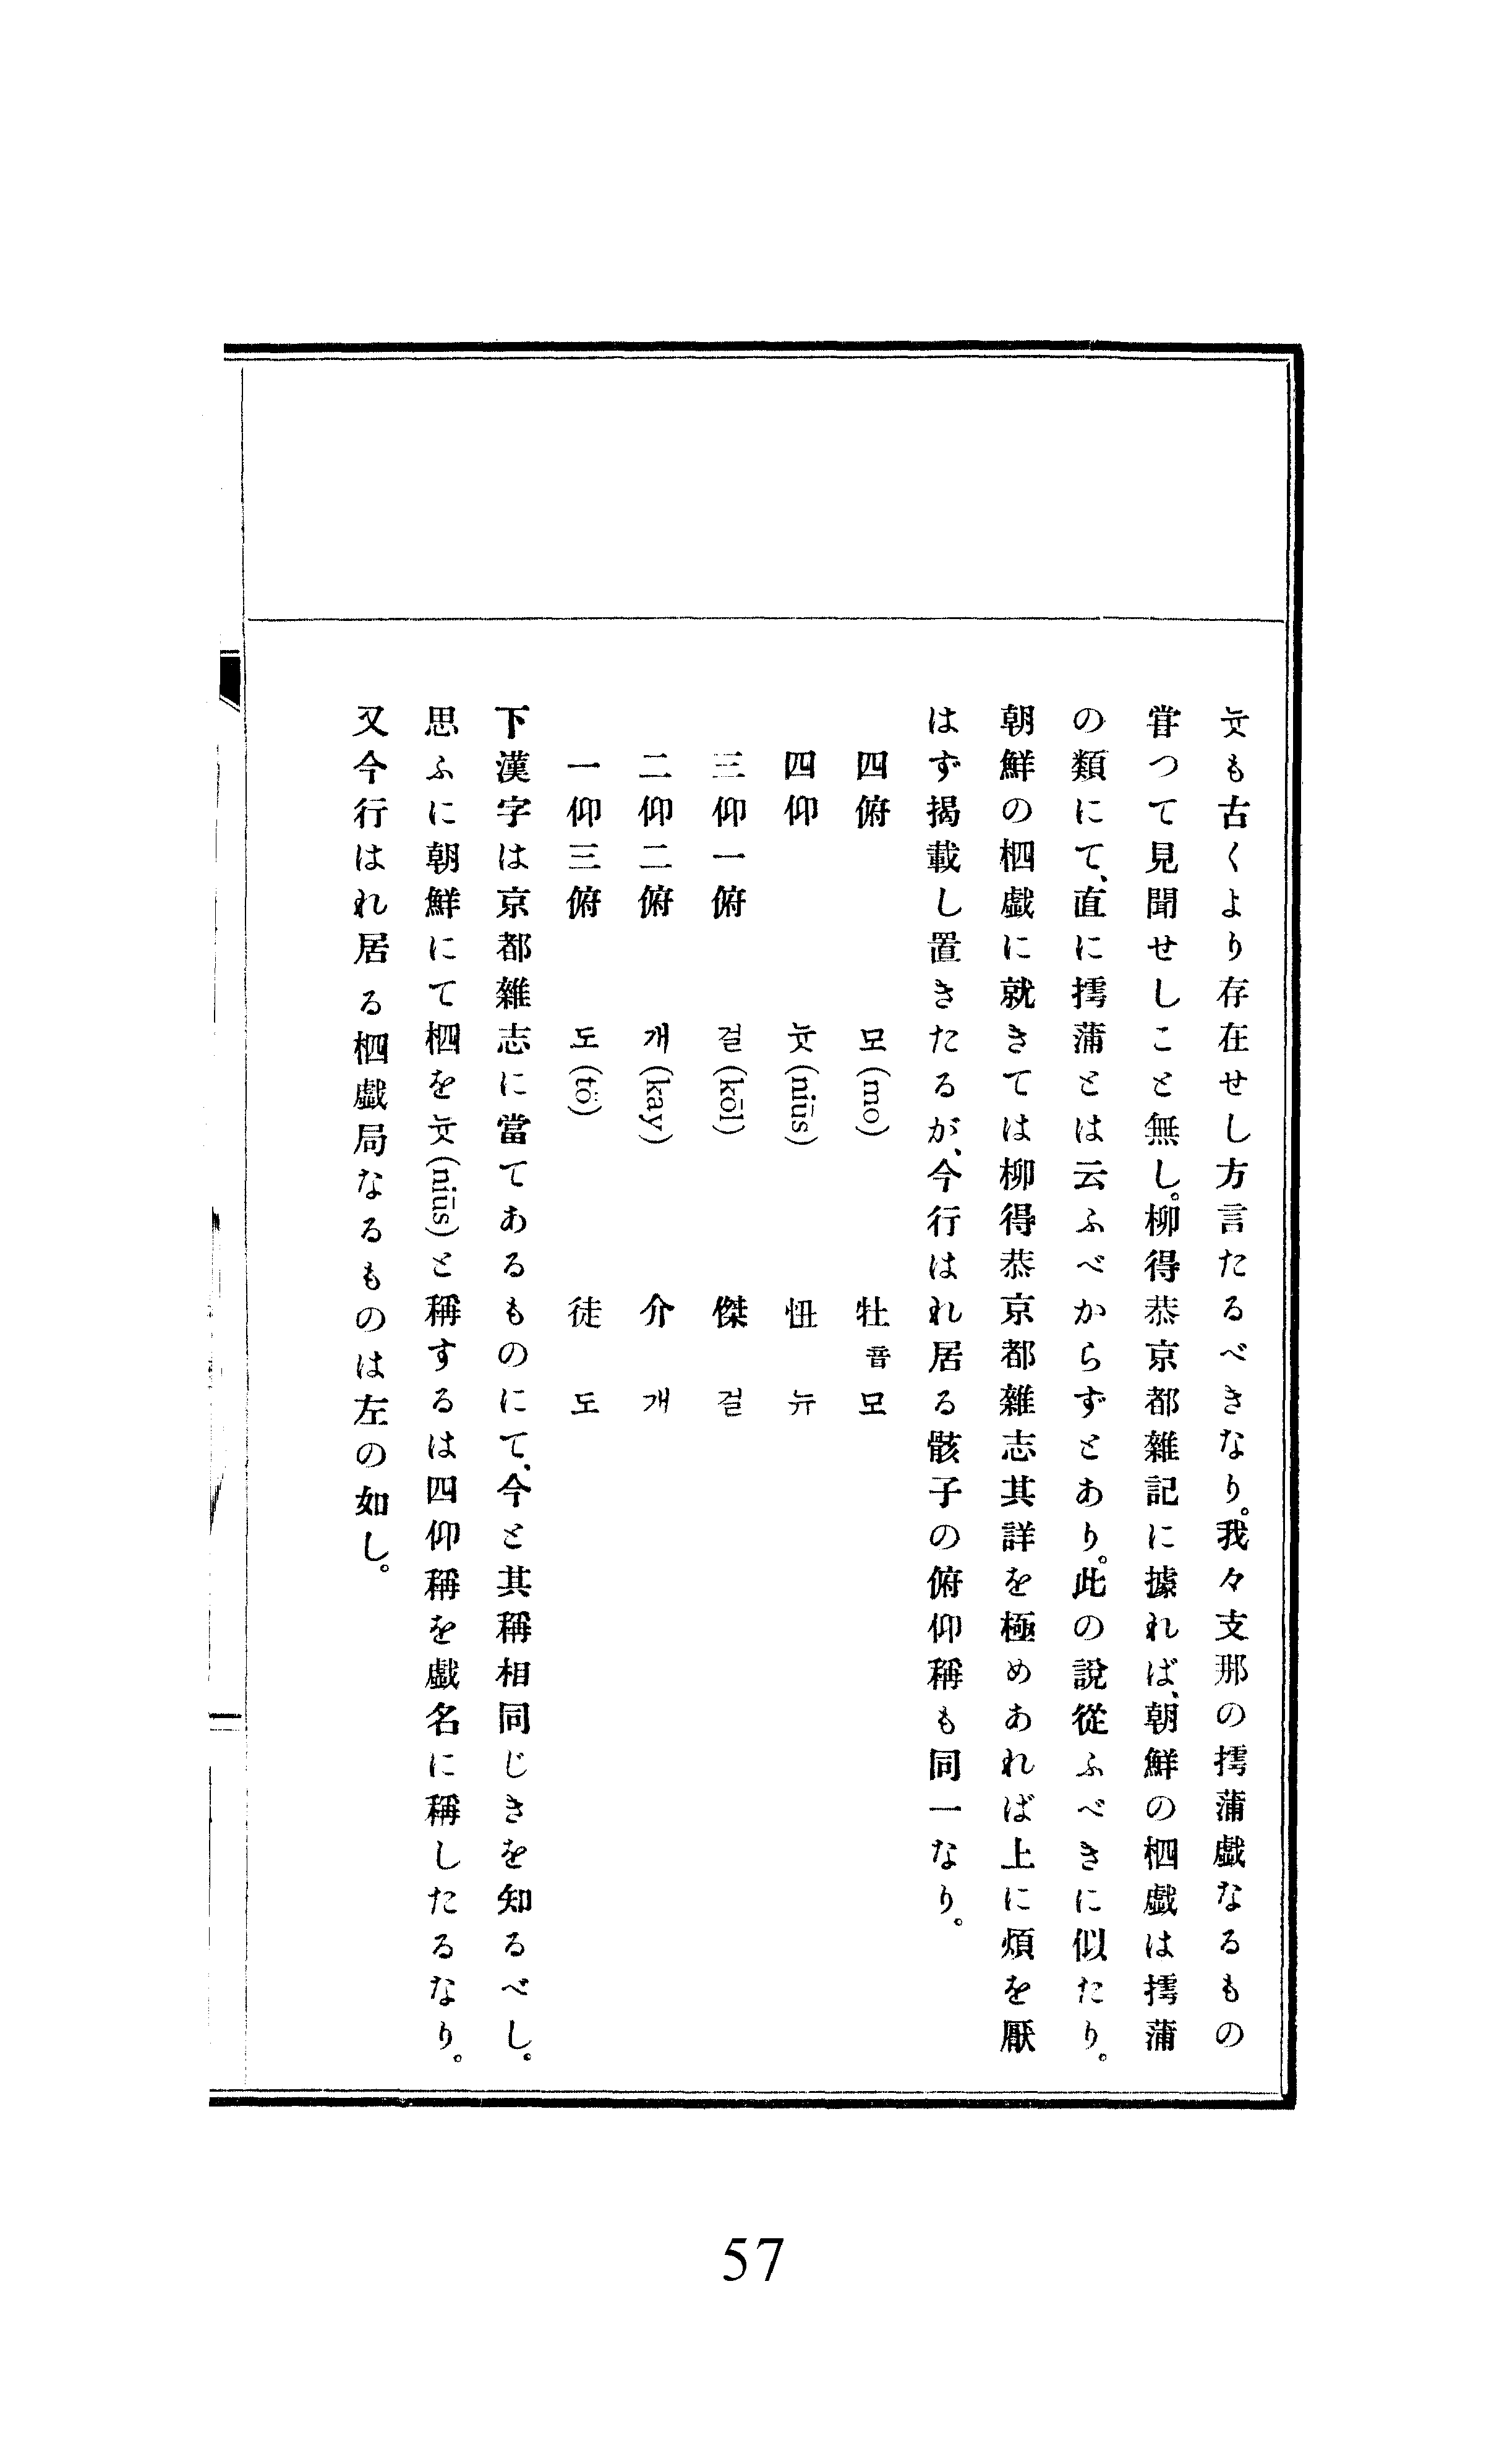 늇も古くより存在せし方言たるべきなり。我々支那の摴蒲戯なるもの
甞つて見聞せしこと無し。柳得恭京都雜記に據れば、朝鮮の柶戯は摴蒲
の類にて、直に摴蒲とは云ふべからずとあり。此の說從ふべきに似たり。
朝鮮の柶戯に就きては柳得恭京都雜志其詳を極めあれば上に煩を厭
はず揭載し置きたるが、今行はれ居る骸子の俯仰稱も同一なり。
四俯 모(mo) 牡音모
四仰 늇(niūs) 忸 뉴
三仰一俯 걸(kōl) 傑 걸
二仰二俯 개(kay) 介 개
一仰三俯 도(tö) 徒 도
下漢字は京都雜志に當てあるものにて、今と其稱相同じきを知るべし。
思ふに朝鮮にて柶を늇(niūs)と稱するは四仰稱を戯名に稱したるなり。
又今行はれ居る柶戯局なるものは左の如し。
57